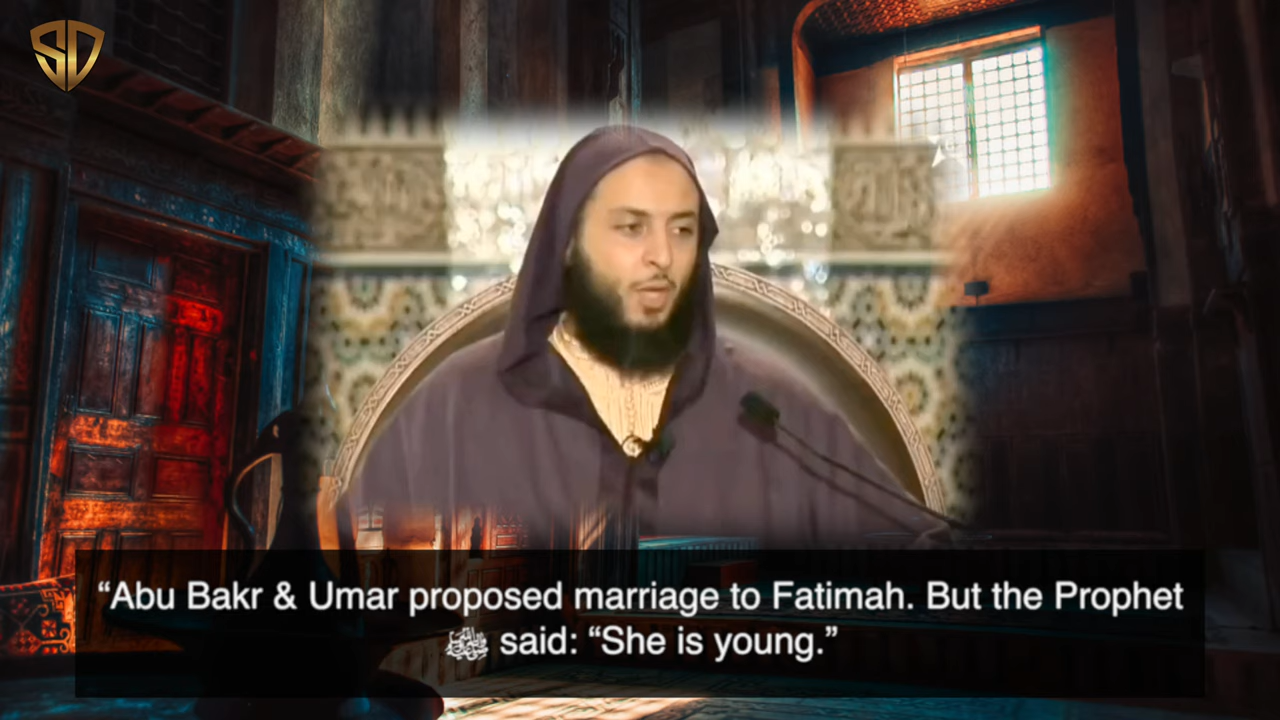 SD
“Abu Bakr & Umar proposed marriage to Fatimah. But the Prophet
ﷺ said: “She is young.”